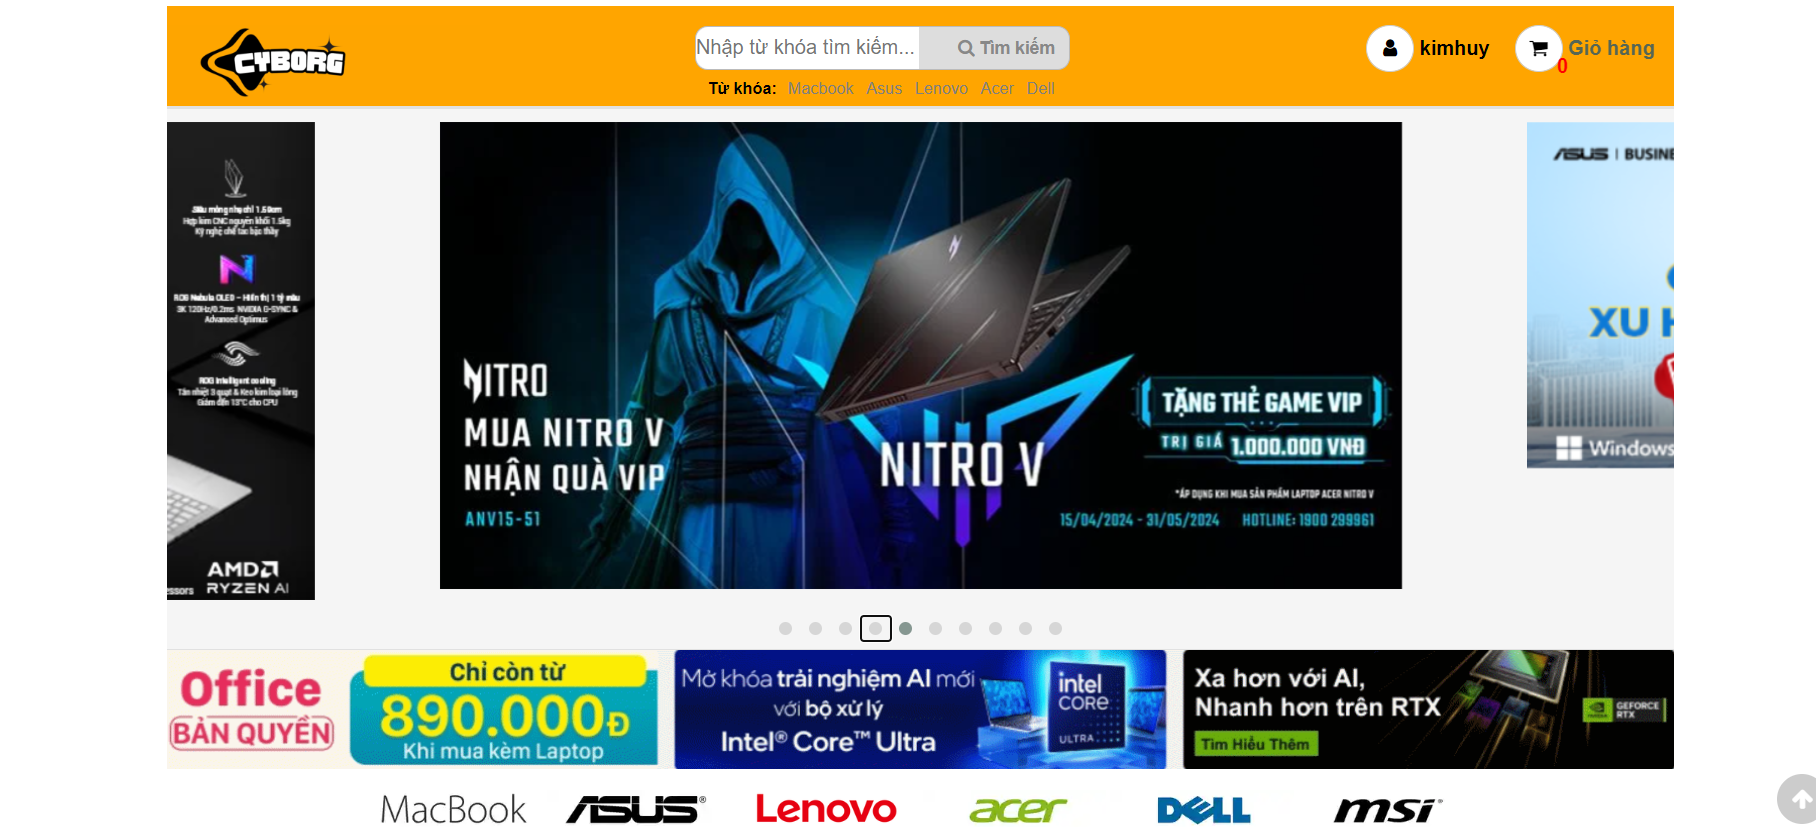 CYBORG
Nhập từ khóa tìm kiếm...
Tìm kiếm
kimhuy
0
Giỏ hàng
Từ khóa: Macbook Asus Lenovo Acer Dell
Siêu mỏng nhẹ chỉ 1.50cm
Hợp kim CNC nguyên khối 1.5kg
Kỹ nghệ chế tác bậc thầy
ROG Nebula OLED – Hiển thị 1 tỷ màu
3K 120Hz/0.2ms NVIDIA G-SYNC &
Advanced Optimus
ROG Intelligent cooling
Tản nhiệt 3 quạt & Keo kim loại lỏng
Giảm đến 13°C cho CPU
AMD
RYZEN AI
essors
NITRO
MUA NITRO V
NHẬN QUÀ VIP
ANV15-51
NITRO V
TẶNG THẺ GAME VIP
TRỊ GIÁ 1.000.000 VNĐ
*ÁP DỤNG KHI MUA SẢN PHẨM LAPTOP ACER NITRO V
15/04/2024 - 31/05/2024 HOTLINE: 1900 299961
ASUS | BUSINE
XU H
Windows
Office
BẢN QUYỀN
Chỉ còn từ
890.000Đ
Khi mua kèm Laptop
Mở khóa trải nghiệm AI mới
với bộ xử lý
Intel® Core™ Ultra
intel
CORE
ULTRA
Xa hơn với AI,
Nhanh hơn trên RTX
Tìm Hiểu Thêm
NVIDIA
GEFORCE
RTX
MacBook
ASUS®
Lenovo
acer
DELL
msi